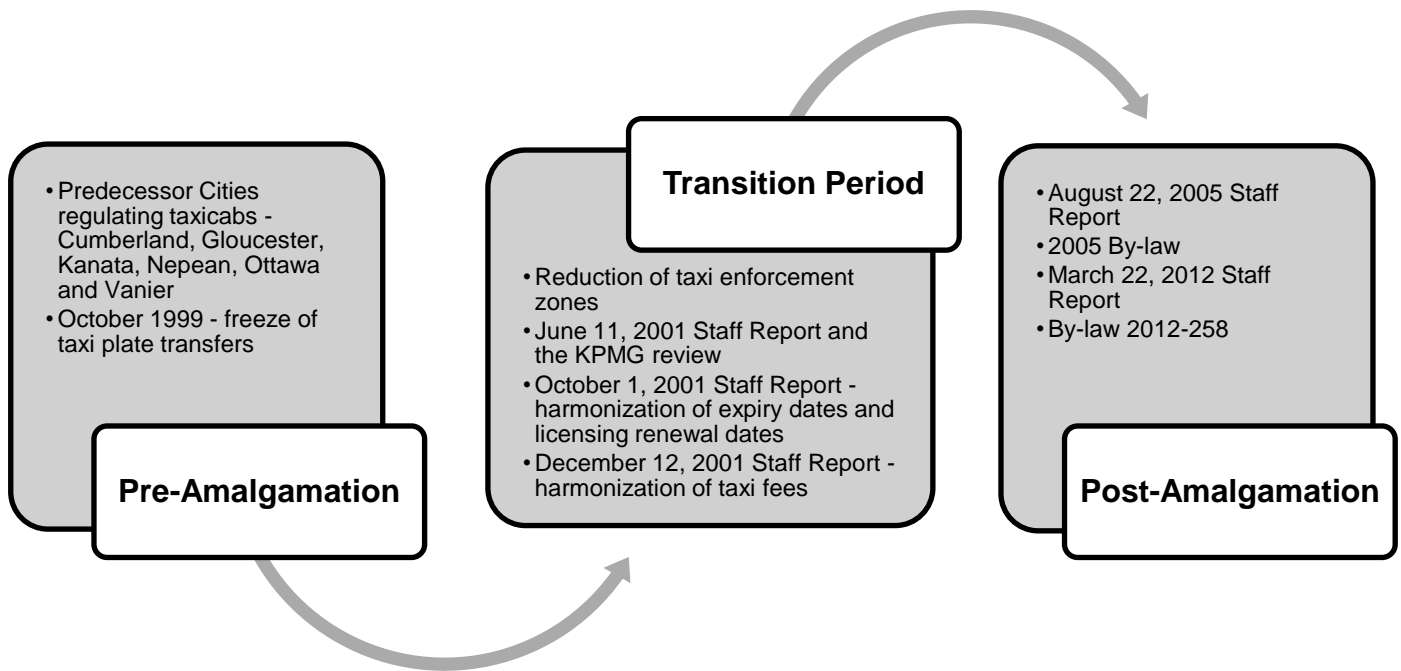 • Predecessor Cities
regulating taxicabs -
Cumberland, Gloucester,
Kanata, Nepean, Ottawa
and Vanier
• October 1999 - freeze of
taxi plate transfers
Pre-Amalgamation
Transition Period
• Reduction of taxi enforcement
zones
• June 11, 2001 Staff Report and
the KPMG review
• October 1, 2001 Staff Report -
harmonization of expiry dates and
licensing renewal dates
• December 12, 2001 Staff Report -
harmonization of taxi fees
• August 22, 2005 Staff
Report
• 2005 By-law
• March 22, 2012 Staff
Report
• By-law 2012-258
Post-Amalgamation